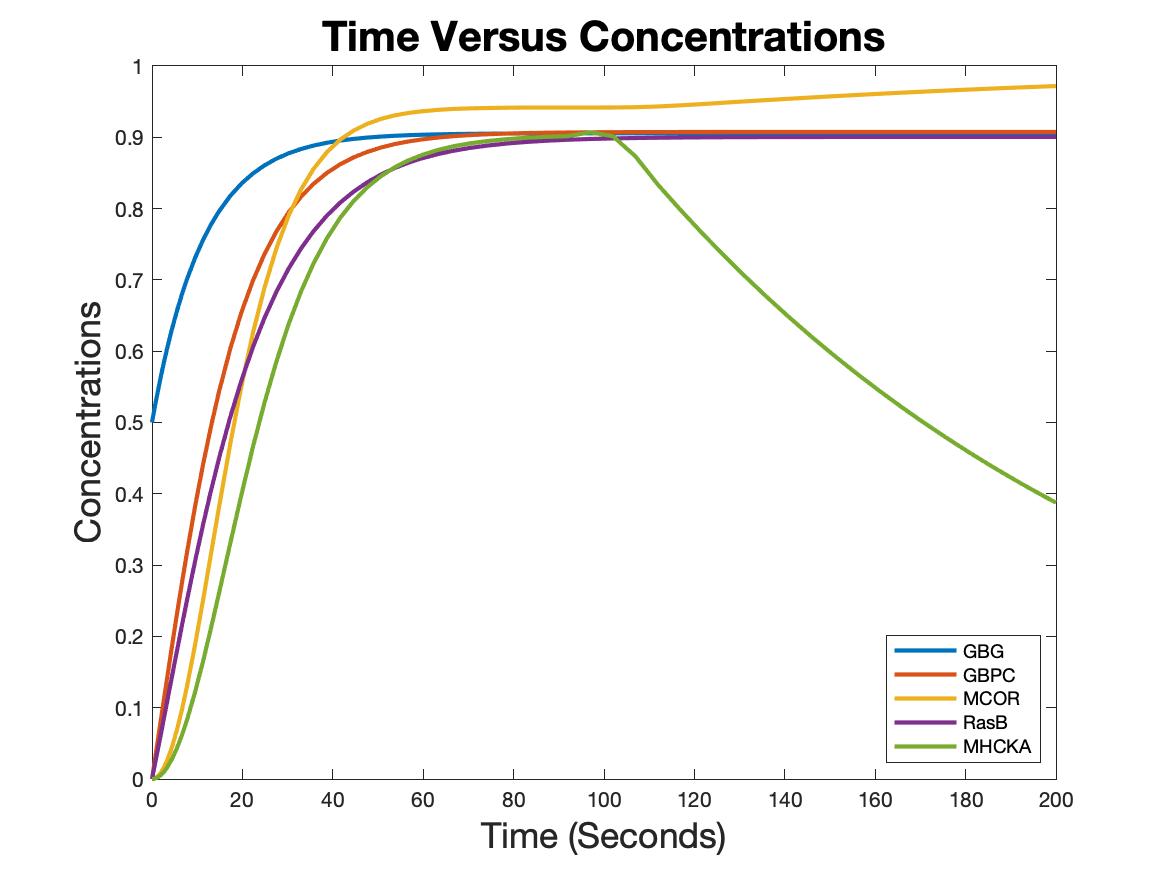 Time Versus Concentrations
Concentrations
1
0.9
0.8
0.7
0.6
0.5
0.4
0.3
0.2
0.1
0
0 20 40 60 80 100 120 140 160 180 200
Time (Seconds)
GBG
GBPC
MCOR
RasB
MHCKA